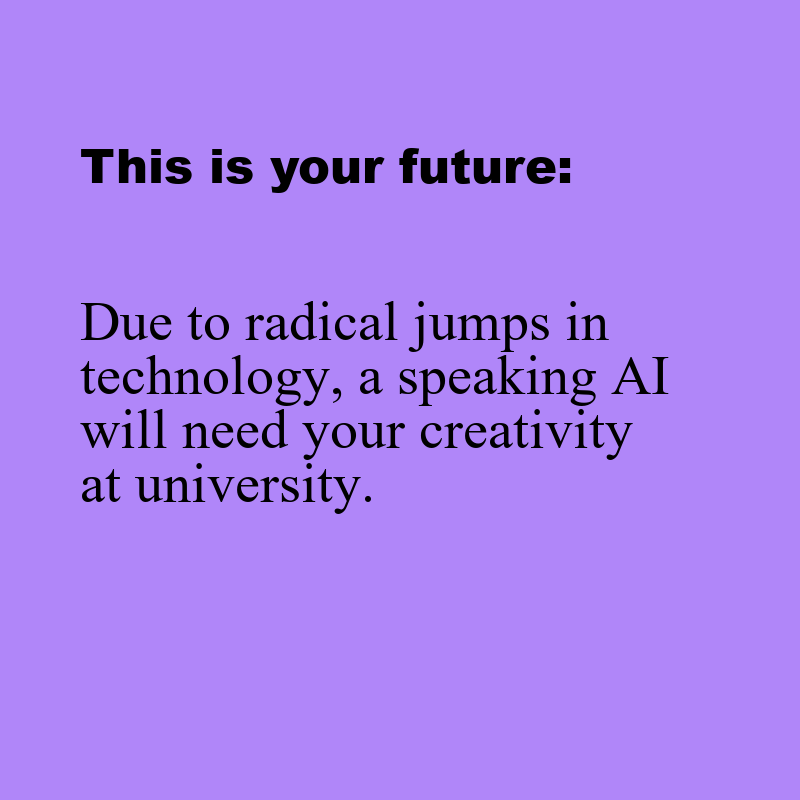 This is your future:
Due to radical jumps in
technology, a speaking AI
will need your creativity
at university.